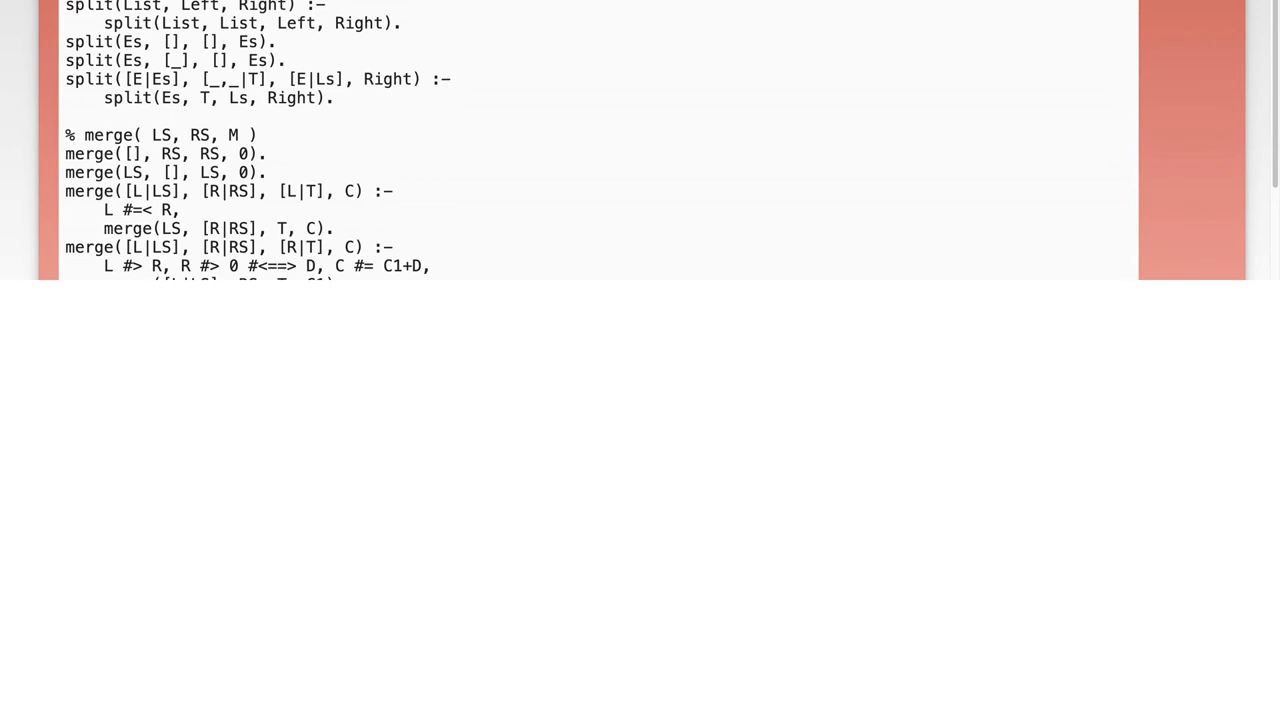 split(List, Left, Right) :-
    split(List, List, Left, Right).
split(Es, [], [], Es).
split(Es, [_], [], Es).
split([E|Es], [_,_|T], [E|Ls], Right) :-
    split(Es, T, Ls, Right).

% merge( LS, RS, M )
merge([], RS, RS, 0).
merge(LS, [], LS, 0).
merge([L|LS], [R|RS], [L|T], C) :-
    L #=< R,
    merge(LS, [R|RS], T, C).
merge([L|LS], [R|RS], [R|T], C) :-
    L #> R, R #> 0 #<==> D, C #= C1+D,